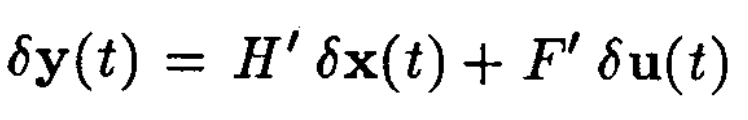 δy(t) = H′ δx(t) + F′ δu(t)